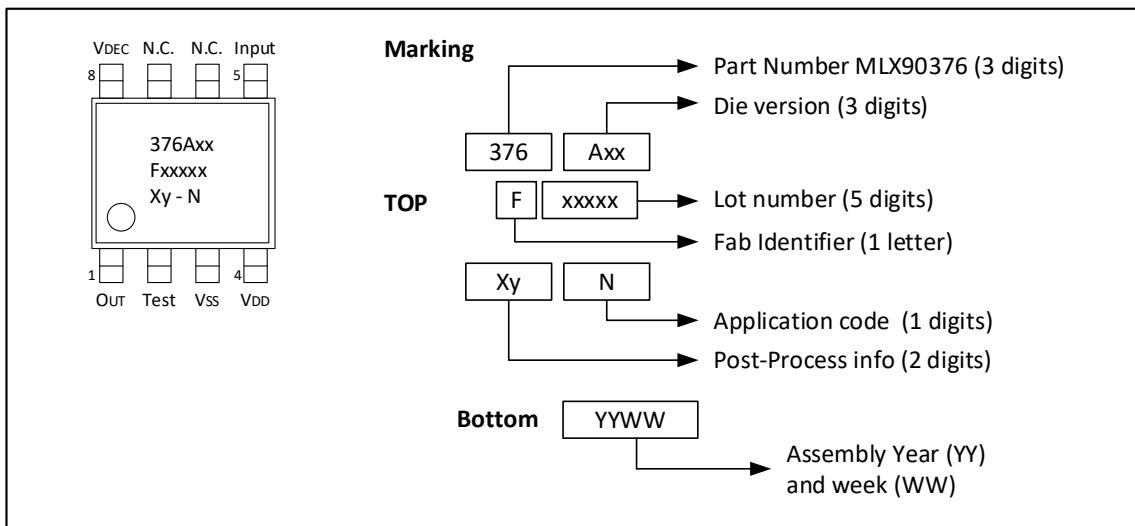 VDEC N.C. N.C. Input
8 5
376Axx
Fxxxxx
Xy - N
1 4
OUT Test VSS VDD
Marking
Part Number MLX90376 (3 digits)
Die version (3 digits)
376 Axx
TOP
F xxxxx
Lot number (5 digits)
Fab Identifier (1 letter)
Xy N
Application code (1 digits)
Post-Process info (2 digits)
Bottom YYWW
Assembly Year (YY)
and week (WW)